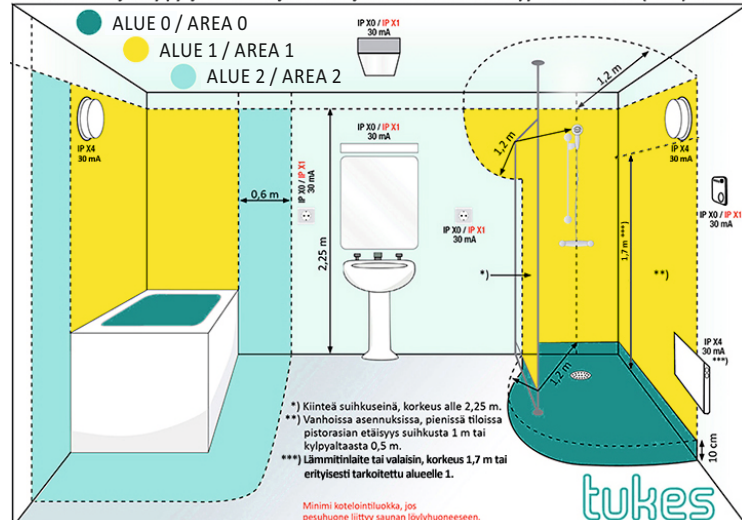 ALUE 0 / AREA 0
ALUE 1 / AREA 1
ALUE 2 / AREA 2
IP X0 / IP X1
30 mA
1,2 m
IP X4
30 mA
IP X0 / IP X1
30 mA
1,2 m
IP X4
30 mA
IP X0 / IP X1
30 mA
0,6 m
IP X0 / IP X1
30 mA
IP X0 / IP X1
30 mA
2,25 m
1,7 m ***)
*)
**)
IP X4
30 mA
***)
1,2 m
10 cm
*) Kiinteä suihkuseinä, korkeus alle 2,25 m.
**) Vanhoissa asennuksissa, pienissä tiloissa
pistorasian etäisyys suihkusta 1 m tai
kylpyaltaasta 0,5 m.
***) Lämmitinlaite tai valaisin, korkeus 1,7 m tai
erityisesti tarkoitettu alueelle 1.
Minimi kotelointiluokka, jos
pesuhuone liittyy saunan löylyhuoneeseen.
tukes